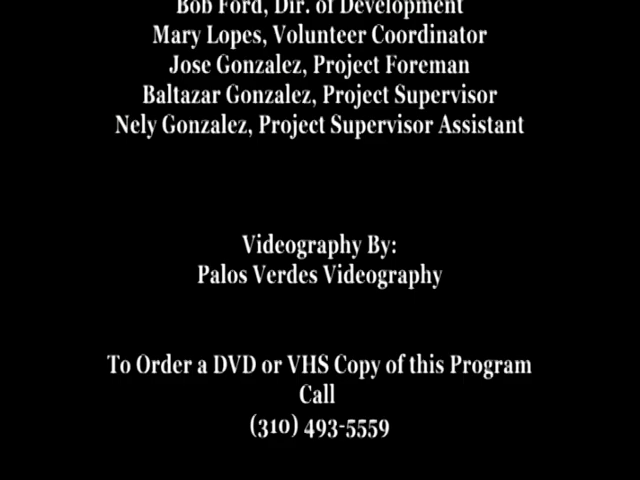 Bob Ford, Dir. of Development
Mary Lopes, Volunteer Coordinator
Jose Gonzalez, Project Foreman
Baltazar Gonzalez, Project Supervisor
Nely Gonzalez, Project Supervisor Assistant
Videography By:
Palos Verdes Videography
To Order a DVD or VHS Copy of this Program
Call
(310) 493-5559